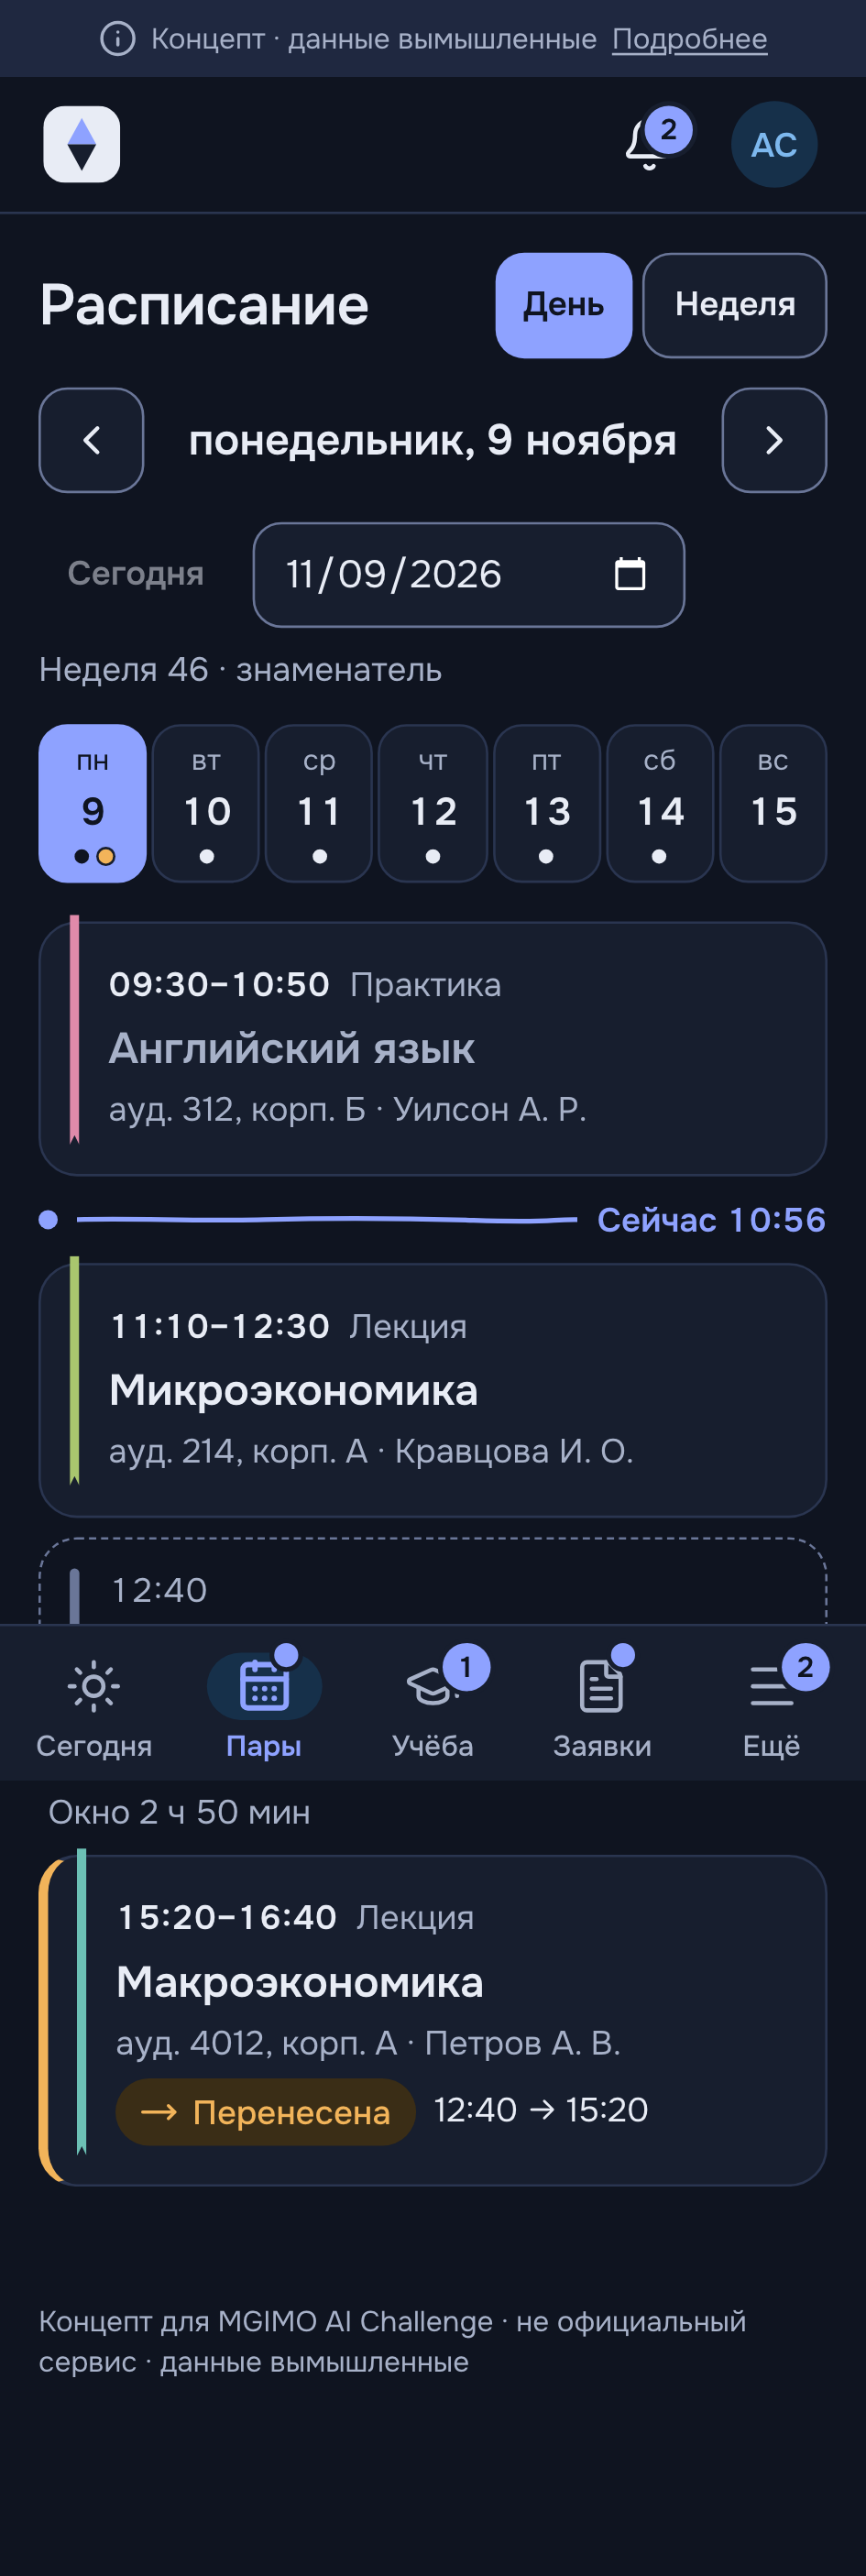 Концепт · данные вымышленные Подробнее
2
АС
Расписание
День Неделя
понедельник, 9 ноября
Сегодня 11/09/2026
Неделя 46 · знаменатель
пн вт ср чт пт сб вс
9 10 11 12 13 14 15
09:30–10:50 Практика
Английский язык
ауд. 312, корп. Б · Уилсон А. Р.
Сейчас 10:56
11:10–12:30 Лекция
Микроэкономика
ауд. 214, корп. А · Кравцова И. О.
12:40
1 2
Сегодня Пары Учёба Заявки Ещё
Окно 2 ч 50 мин
15:20–16:40 Лекция
Макроэкономика
ауд. 4012, корп. А · Петров А. В.
→ Перенесена 12:40 → 15:20
Концепт для MGIMO AI Challenge · не официальный
сервис · данные вымышленные